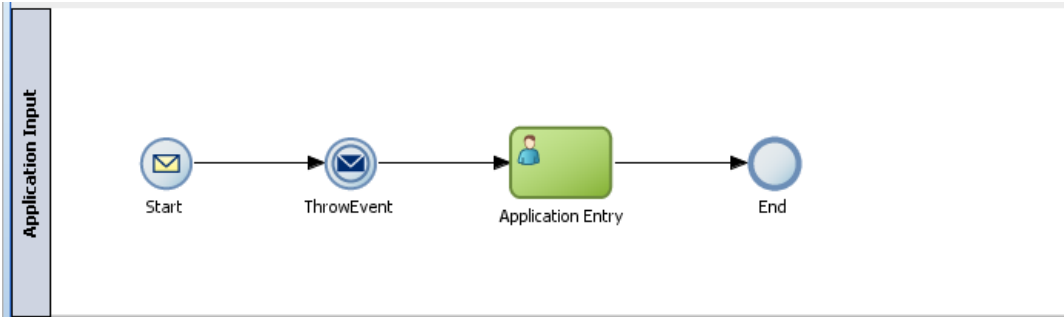 Application Input
Start
ThrowEvent
Application Entry
End